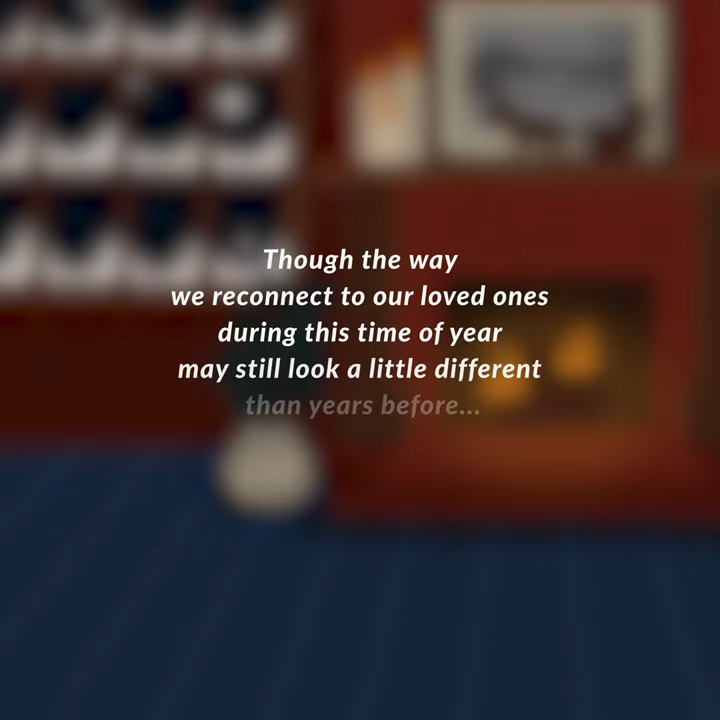 Though the way
we reconnect to our loved ones
during this time of year
may still look a little different
than years before...